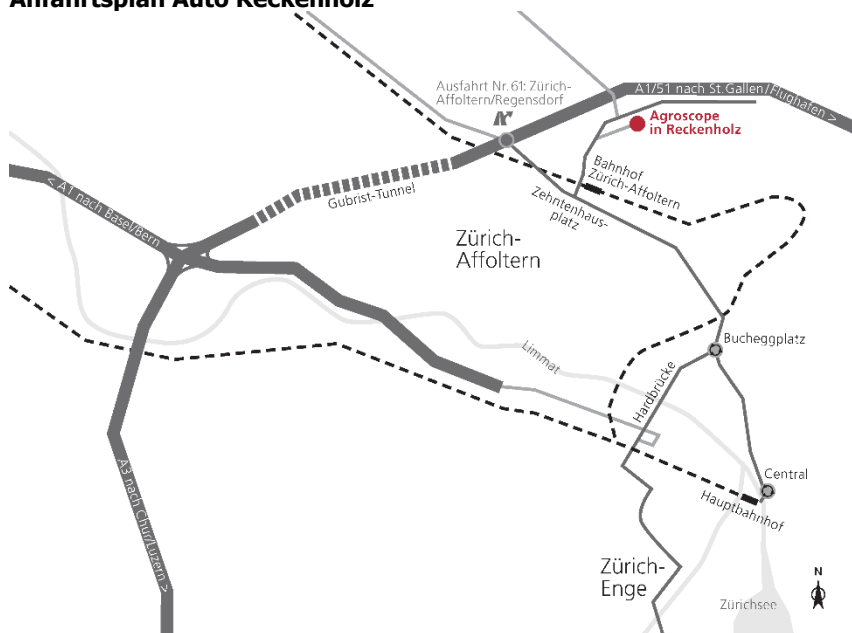 Anfahrtsplan Auto Reckenholz
Ausfahrt Nr. 61: Zürich-
Affoltern/Regensdorf
A1/51 nach St.Gallen/Flughafen >
Agroscope
in Reckenholz
Bahnhof
Zürich-Affoltern
Gubrist-Tunnel
Zehntenhaus-
platz
< A1 nach Basel/Bern
Zürich-
Affoltern
Bucheggplatz
Limmat
Hardbrücke
A3 nach Chur/Luzern >
Central
Hauptbahnhof
Zürich-
Enge
N
Zürichsee